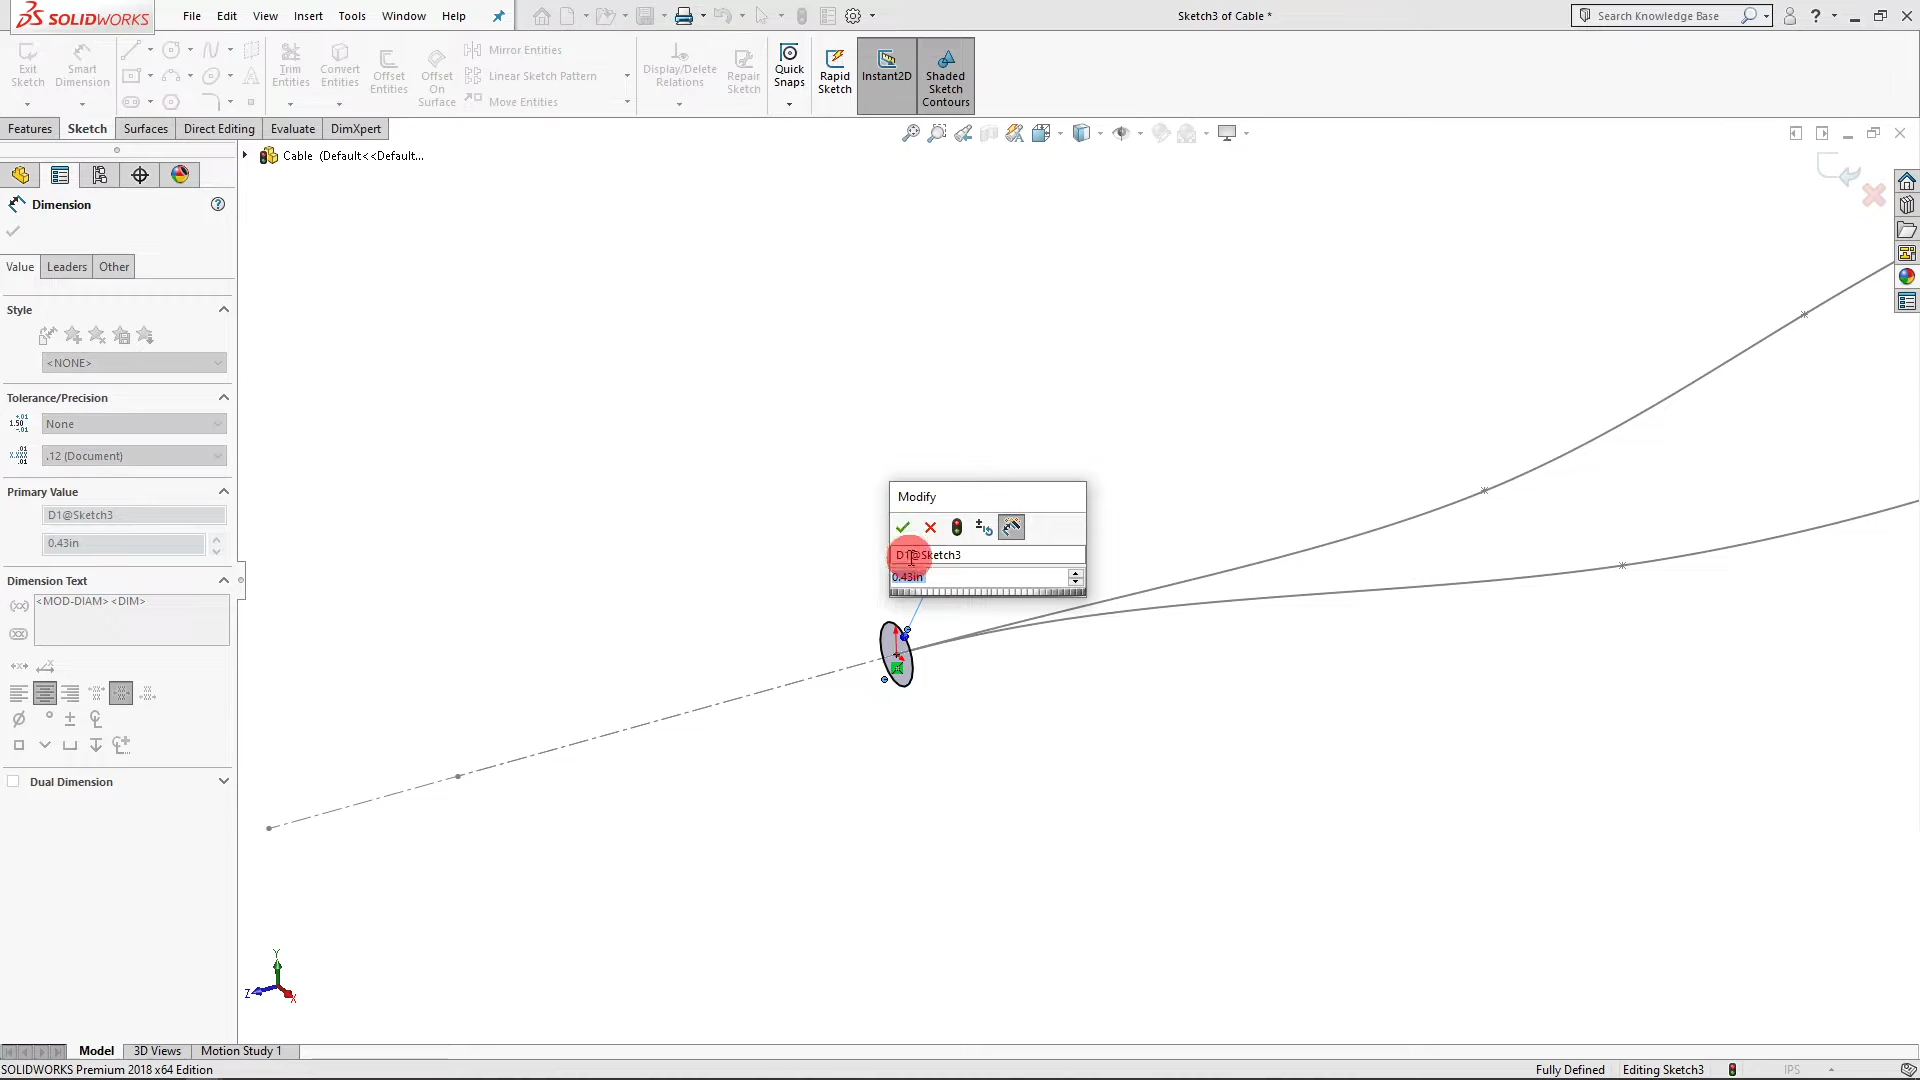 SOLIDWORKS
File Edit View Insert Tools Window Help
Sketch3 of Cable *
Search Knowledge Base
?
Exit Sketch
Smart Dimension
Trim Entities
Convert Entities
Offset Entities
Offset On Surface
Mirror Entities
Linear Sketch Pattern
Move Entities
Display/Delete Relations
Repair Sketch
Quick Snaps
Rapid Sketch
Instant2D
Shaded Sketch Contours
Features Sketch Surfaces Direct Editing Evaluate DimXpert
Cable (Default<<Default...
Dimension
Value Leaders Other
Style
<NONE>
Tolerance/Precision
None
.12 (Document)
Primary Value
D1@Sketch3
0.43in
Dimension Text
<MOD-DIAM><DIM>
Dual Dimension
Modify
D1@Sketch3
0.43in
Y
Z
X
Model 3D Views Motion Study 1
SOLIDWORKS Premium 2018 x64 Edition
Fully Defined Editing Sketch3 IPS